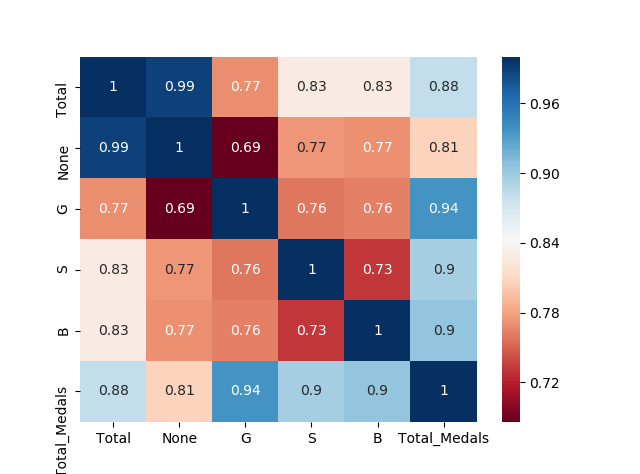 Total 1 0.99 0.77 0.83 0.83 0.88
None 0.99 1 0.69 0.77 0.77 0.81
G 0.77 0.69 1 0.76 0.76 0.94
S 0.83 0.77 0.76 1 0.73 0.9
B 0.83 0.77 0.76 0.73 1 0.9
Total_Medals 0.88 0.81 0.94 0.9 0.9 1
Total None G S B Total_Medals
0.96
0.90
0.84
0.78
0.72